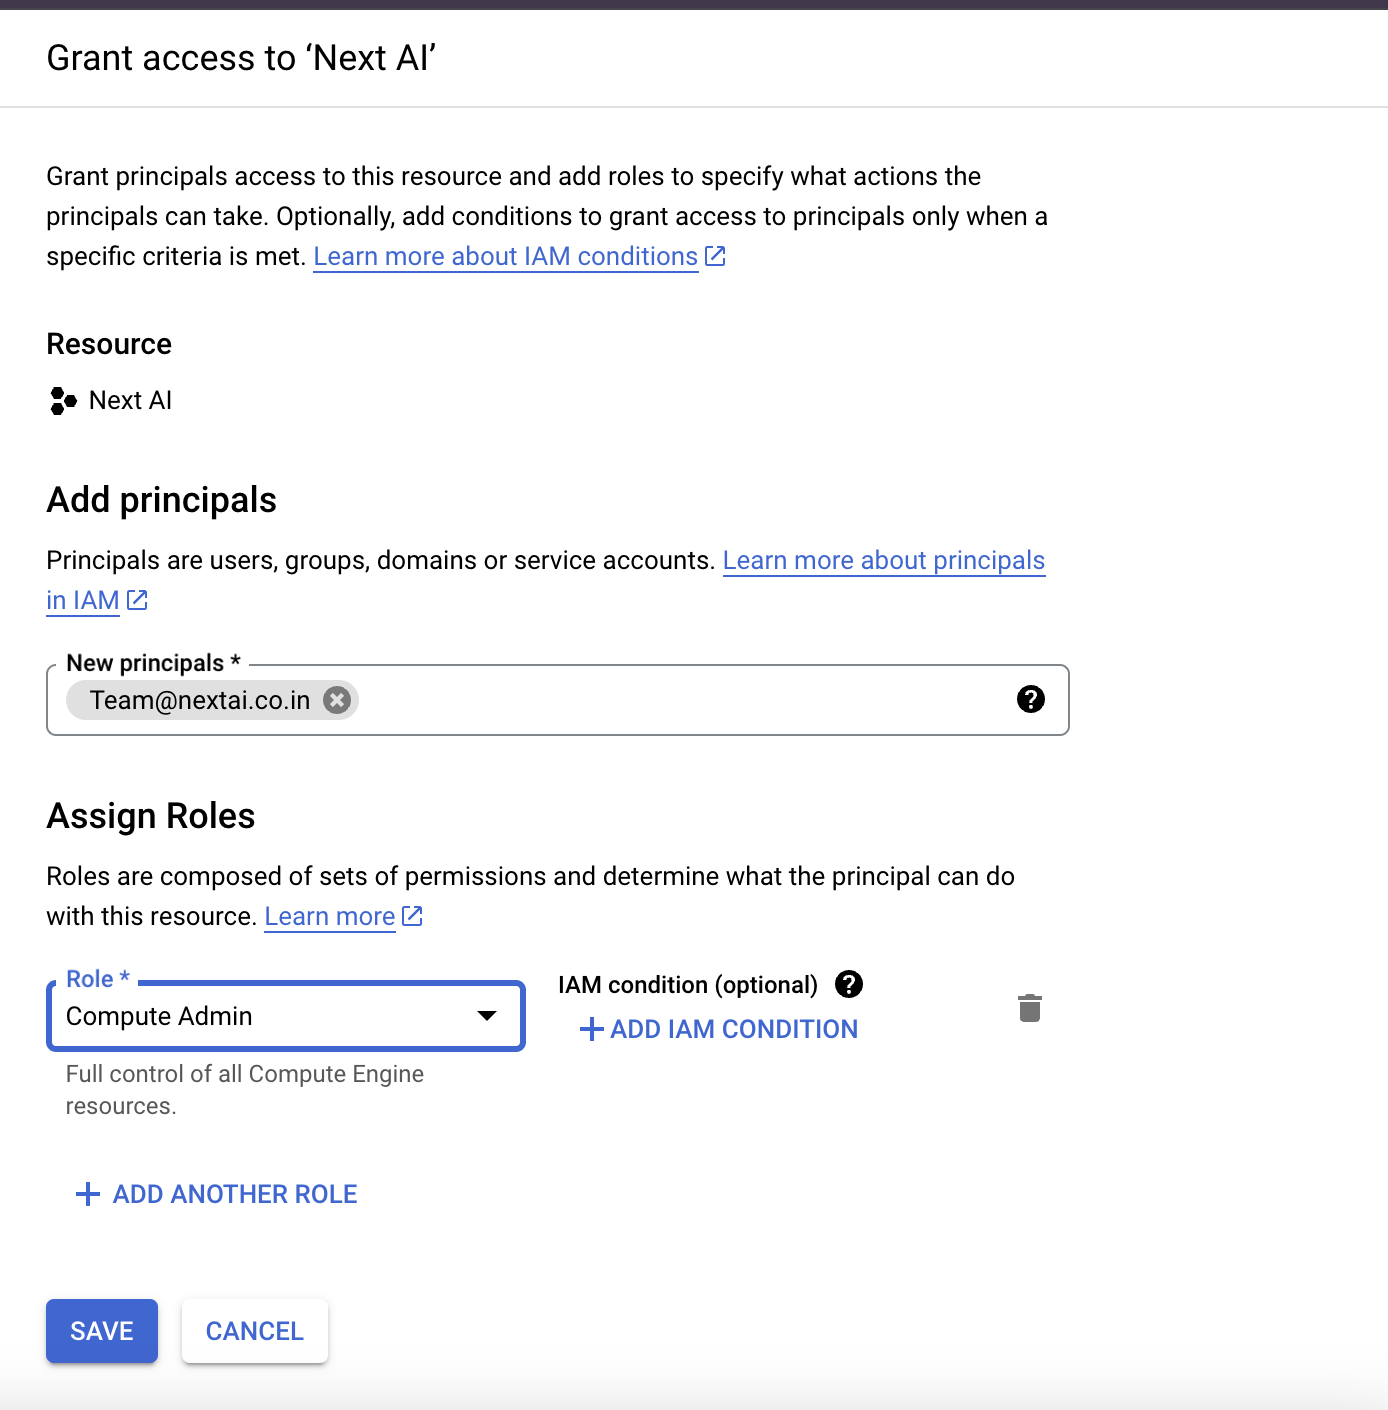 Grant access to ‘Next AI’
Grant principals access to this resource and add roles to specify what actions the
principals can take. Optionally, add conditions to grant access to principals only when a
specific criteria is met. Learn more about IAM conditions
Resource
Next AI
Add principals
Principals are users, groups, domains or service accounts. Learn more about principals
in IAM
New principals *
Team@nextai.co.in
Assign Roles
Roles are composed of sets of permissions and determine what the principal can do
with this resource. Learn more
Role *
Compute Admin
IAM condition (optional)
ADD IAM CONDITION
Full control of all Compute Engine
resources.
ADD ANOTHER ROLE
SAVE
CANCEL